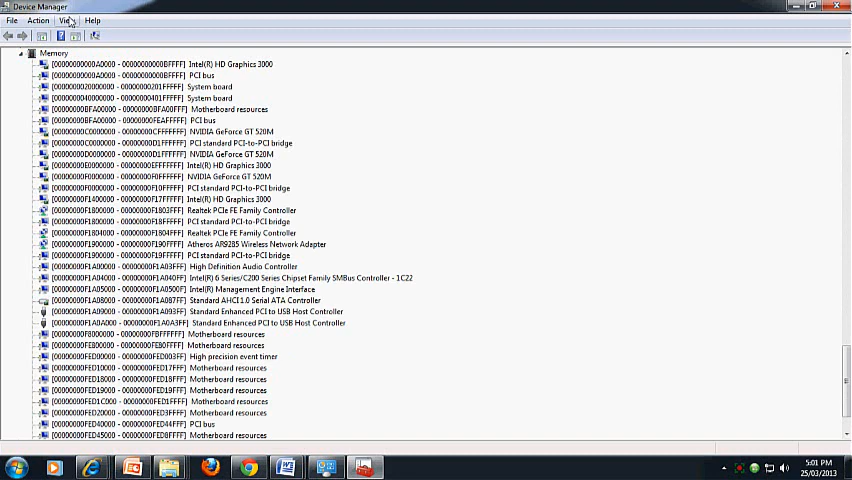 Device Manager
File Action View Help
Memory
[00000000000A0000 - 00000000000BFFFF] Intel(R) HD Graphics 3000
[00000000000A0000 - 00000000000BFFFF] PCI bus
[0000000020000000 - 00000000201FFFFF] System board
[0000000040000000 - 00000000401FFFFF] System board
[00000000BFA00000 - 00000000BFA00FFF] Motherboard resources
[00000000BFA00000 - 00000000FEAFFFFF] PCI bus
[00000000C0000000 - 00000000CFFFFFFF] NVIDIA GeForce GT 520M
[00000000C0000000 - 00000000D1FFFFFF] PCI standard PCI-to-PCI bridge
[00000000D0000000 - 00000000D1FFFFFF] NVIDIA GeForce GT 520M
[00000000E0000000 - 00000000EFFFFFFF] Intel(R) HD Graphics 3000
[00000000F0000000 - 00000000F0FFFFFF] NVIDIA GeForce GT 520M
[00000000F0000000 - 00000000F10FFFFF] PCI standard PCI-to-PCI bridge
[00000000F1400000 - 00000000F17FFFFF] Intel(R) HD Graphics 3000
[00000000F1800000 - 00000000F1803FFF] Realtek PCIe FE Family Controller
[00000000F1800000 - 00000000F18FFFFF] PCI standard PCI-to-PCI bridge
[00000000F1804000 - 00000000F1804FFF] Realtek PCIe FE Family Controller
[00000000F1900000 - 00000000F190FFFF] Atheros AR9285 Wireless Network Adapter
[00000000F1900000 - 00000000F19FFFFF] PCI standard PCI-to-PCI bridge
[00000000F1A00000 - 00000000F1A03FFF] High Definition Audio Controller
[00000000F1A04000 - 00000000F1A040FF] Intel(R) 6 Series/C200 Series Chipset Family SMBus Controller - 1C22
[00000000F1A05000 - 00000000F1A0500F] Intel(R) Management Engine Interface
[00000000F1A08000 - 00000000F1A087FF] Standard AHCI 1.0 Serial ATA Controller
[00000000F1A09000 - 00000000F1A093FF] Standard Enhanced PCI to USB Host Controller
[00000000F1A0A000 - 00000000F1A0A3FF] Standard Enhanced PCI to USB Host Controller
[00000000F8000000 - 00000000FBFFFFFF] Motherboard resources
[00000000FEB00000 - 00000000FEB0FFFF] Motherboard resources
[00000000FED00000 - 00000000FED003FF] High precision event timer
[00000000FED10000 - 00000000FED17FFF] Motherboard resources
[00000000FED18000 - 00000000FED18FFF] Motherboard resources
[00000000FED19000 - 00000000FED19FFF] Motherboard resources
[00000000FED1C000 - 00000000FED1FFFF] Motherboard resources
[00000000FED20000 - 00000000FED3FFFF] Motherboard resources
[00000000FED40000 - 00000000FED44FFF] PCI bus
[00000000FED45000 - 00000000FED8FFFF] Motherboard resources
5:01 PM
25/03/2013